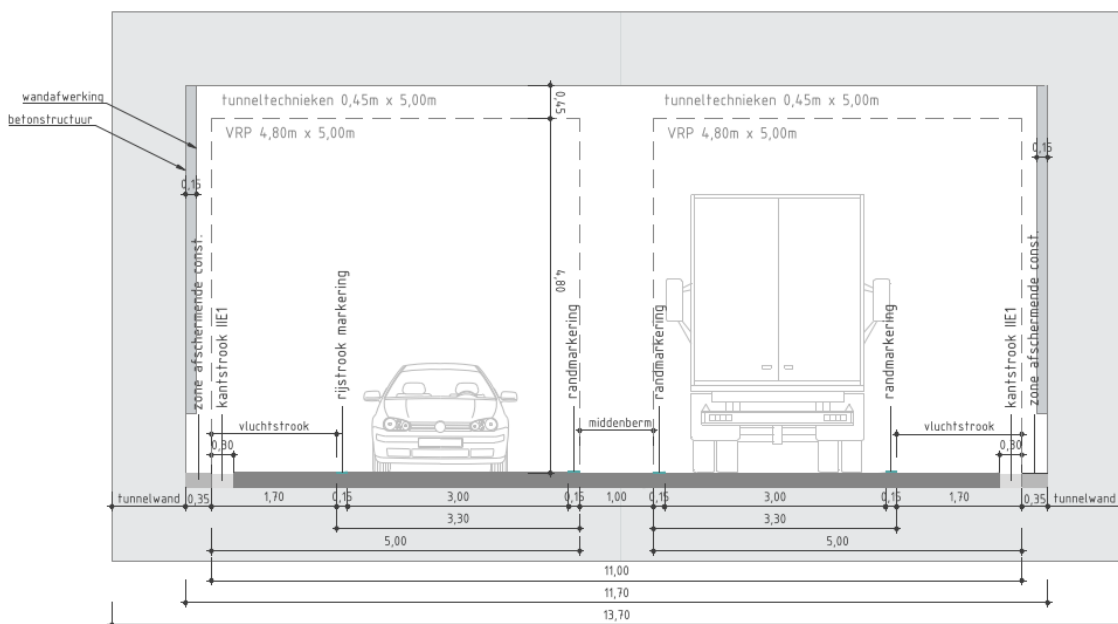 wandafwerking
betonstructuur
tunneltechnieken 0,45m x 5,00m
VRP 4,80m x 5,00m
0,45
tunneltechnieken 0,45m x 5,00m
VRP 4,80m x 5,00m
0,15
0,15
4,80
zone afschermende const.
kantstrook IIE1
rijstrook markering
randmarkering
randmarkering
randmarkering
kantstrook IIE1
zone afschermende const.
vluchtstrook
middenberm
vluchtstrook
0,30
0,30
tunnelwand 0,35 1,70 0,15 3,00 0,15 1,00 0,15 3,00 0,15 1,70 0,35 tunnelwand
3,30 3,30
5,00 5,00
11,00
11,70
13,70